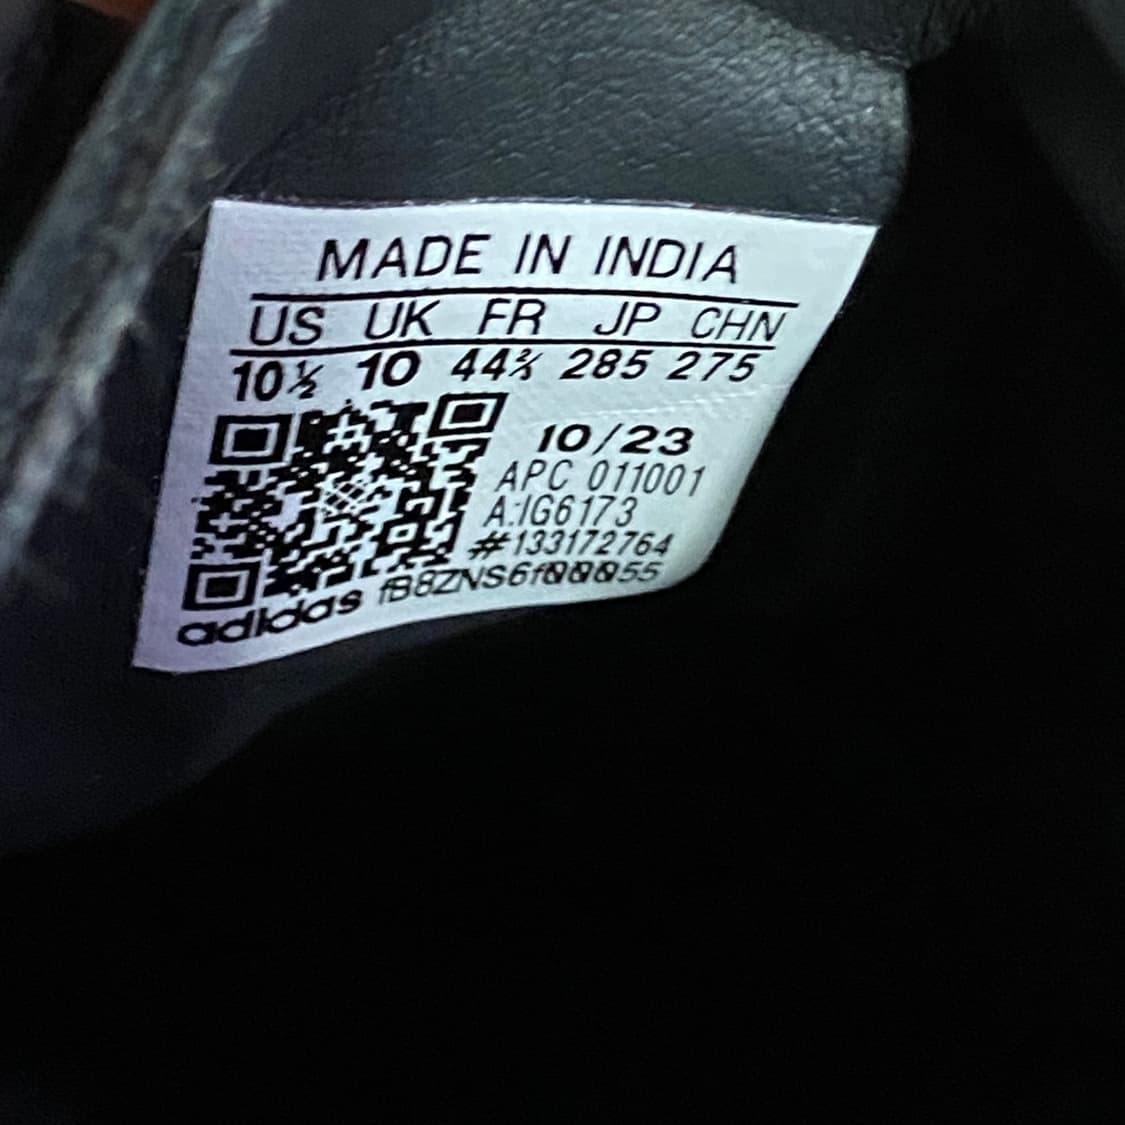 MADE IN INDIA
US UK FR JP CHN
10½ 10 44⅔ 285 275
10/23
APC 011001
A:IG6173
#133172764
fB8ZNS6f00055
adidas